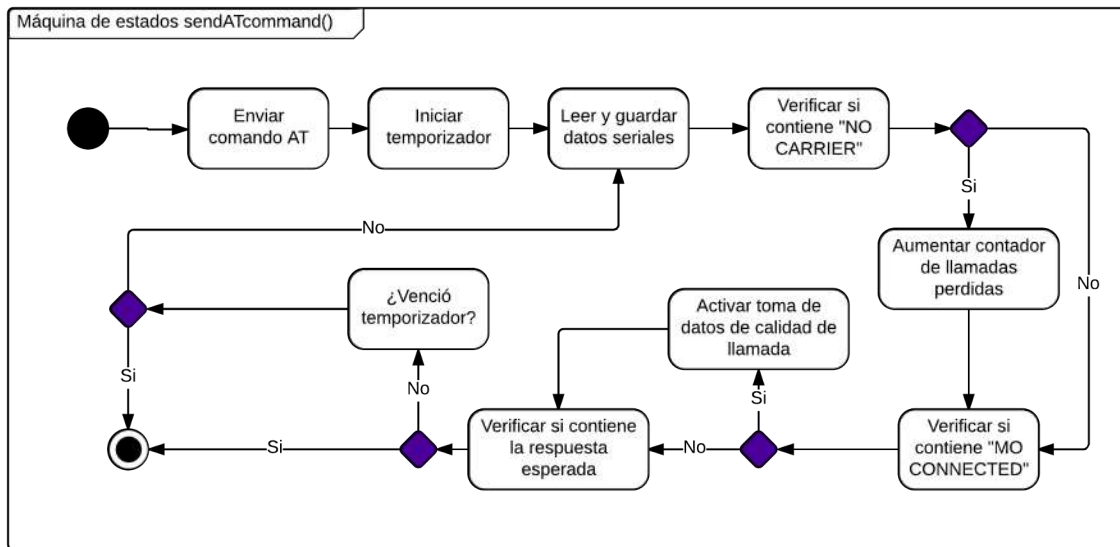 Máquina de estados sendATcommand()
Enviar
comando AT
Iniciar
temporizador
Leer y guardar
datos seriales
Verificar si
contiene "NO
CARRIER"
Si
No
Aumentar contador
de llamadas
perdidas
No
¿Venció
temporizador?
Activar toma de
datos de calidad de
llamada
Si
No
Si
Verificar si
contiene "MO
CONNECTED"
No
Verificar si contiene
la respuesta
esperada
Si